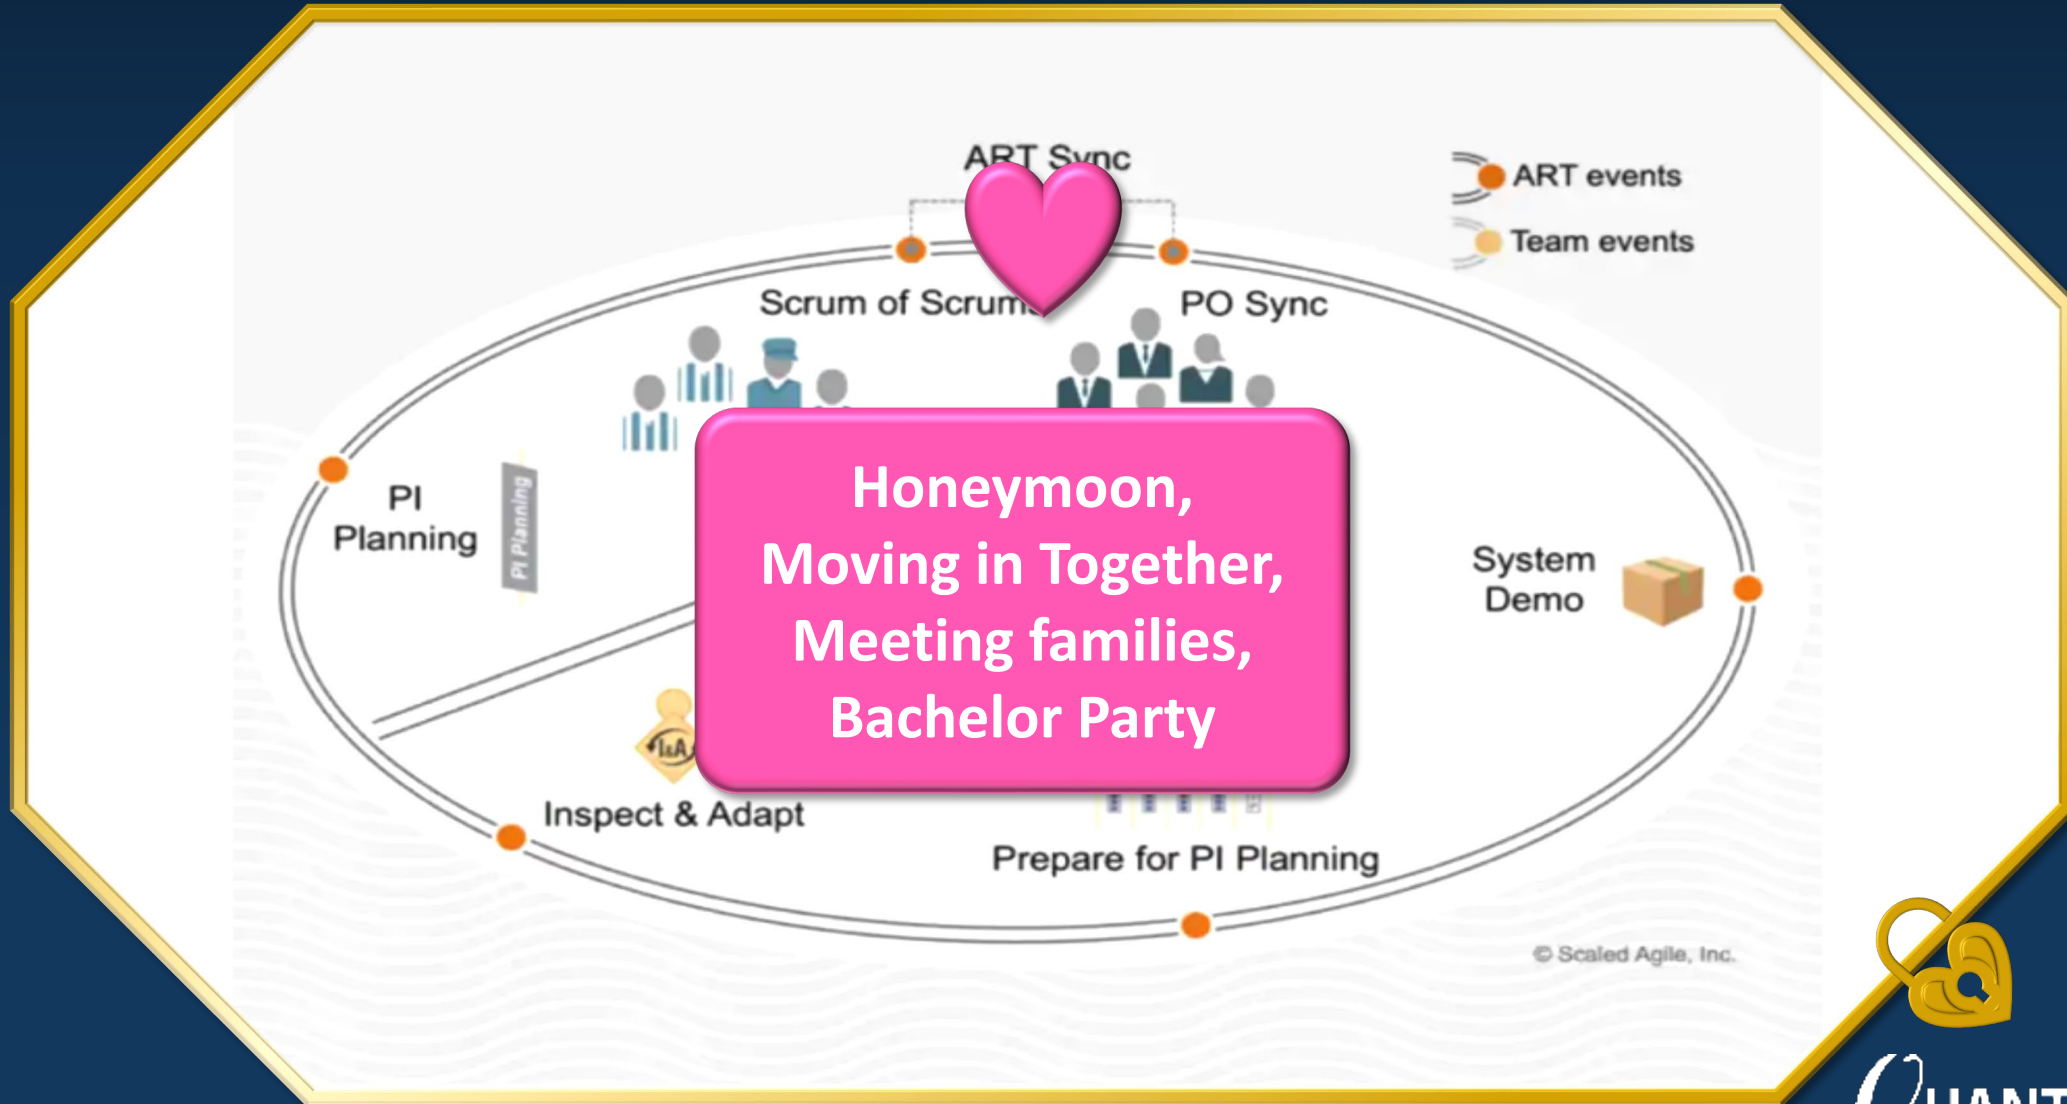 ART Sync
ART events
Team events
Scrum of Scrum
PO Sync
PI
Planning
PI Planning
Honeymoon,
Moving in Together,
Meeting families,
Bachelor Party
System
Demo
I&A
Inspect & Adapt
Prepare for PI Planning
© Scaled Agile, Inc.